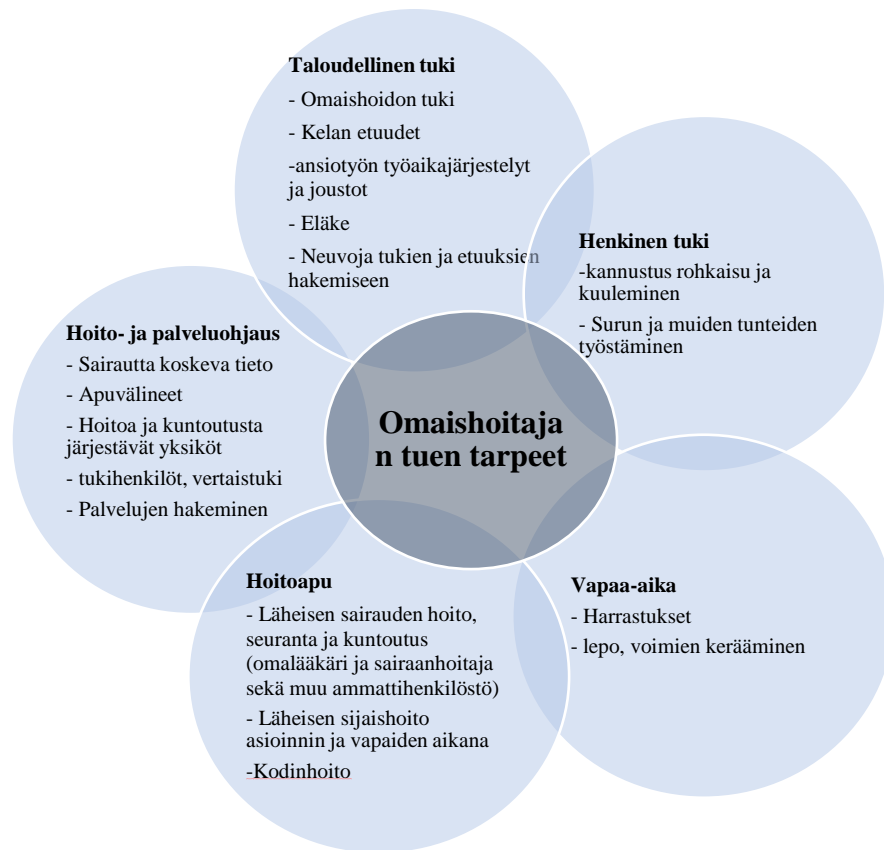 Taloudellinen tuki
- Omaishoidon tuki
- Kelan etuudet
-ansiotyön työaikajärjestelyt
ja joustot
- Eläke
- Neuvoja tukien ja etuuksien
hakemiseen
Henkinen tuki
-kannustus rohkaisu ja
kuuleminen
- Surun ja muiden tunteiden
työstäminen
Hoito- ja palveluohjaus
- Sairautta koskeva tieto
- Apuvälineet
- Hoitoa ja kuntoutusta
järjestävät yksiköt
- tukihenkilöt, vertaistuki
- Palvelujen hakeminen
Omaishoitaja
n tuen tarpeet
Hoitoapu
- Läheisen sairauden hoito,
seuranta ja kuntoutus
(omalääkäri ja sairaanhoitaja
sekä muu ammattihenkilöstö)
- Läheisen sijaishoito
asioinnin ja vapaiden aikana
-Kodinhoito
Vapaa-aika
- Harrastukset
- lepo, voimien kerääminen